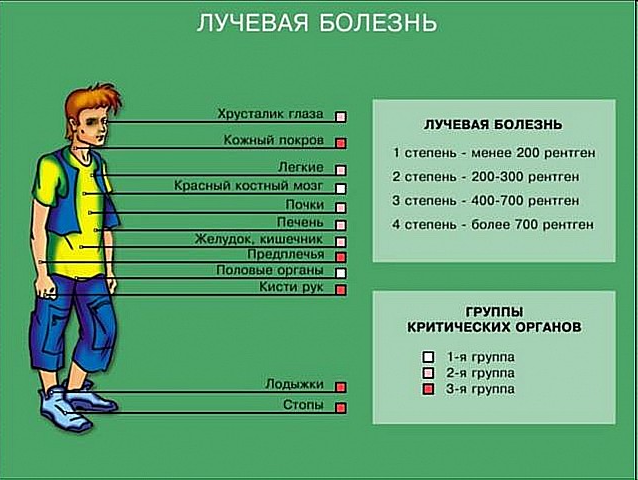 ЛУЧЕВАЯ БОЛЕЗНЬ
Хрусталик глаза
Кожный покров
Легкие
Красный костный мозг
Почки
Печень
Желудок, кишечник
Предплечья
Половые органы
Кисти рук
Лодыжки
Стопы
ЛУЧЕВАЯ БОЛЕЗНЬ
1 степень - менее 200 рентген
2 степень - 200-300 рентген
3 степень - 400-700 рентген
4 степень - более 700 рентген
ГРУППЫ
КРИТИЧЕСКИХ ОРГАНОВ
1-я группа
2-я группа
3-я группа